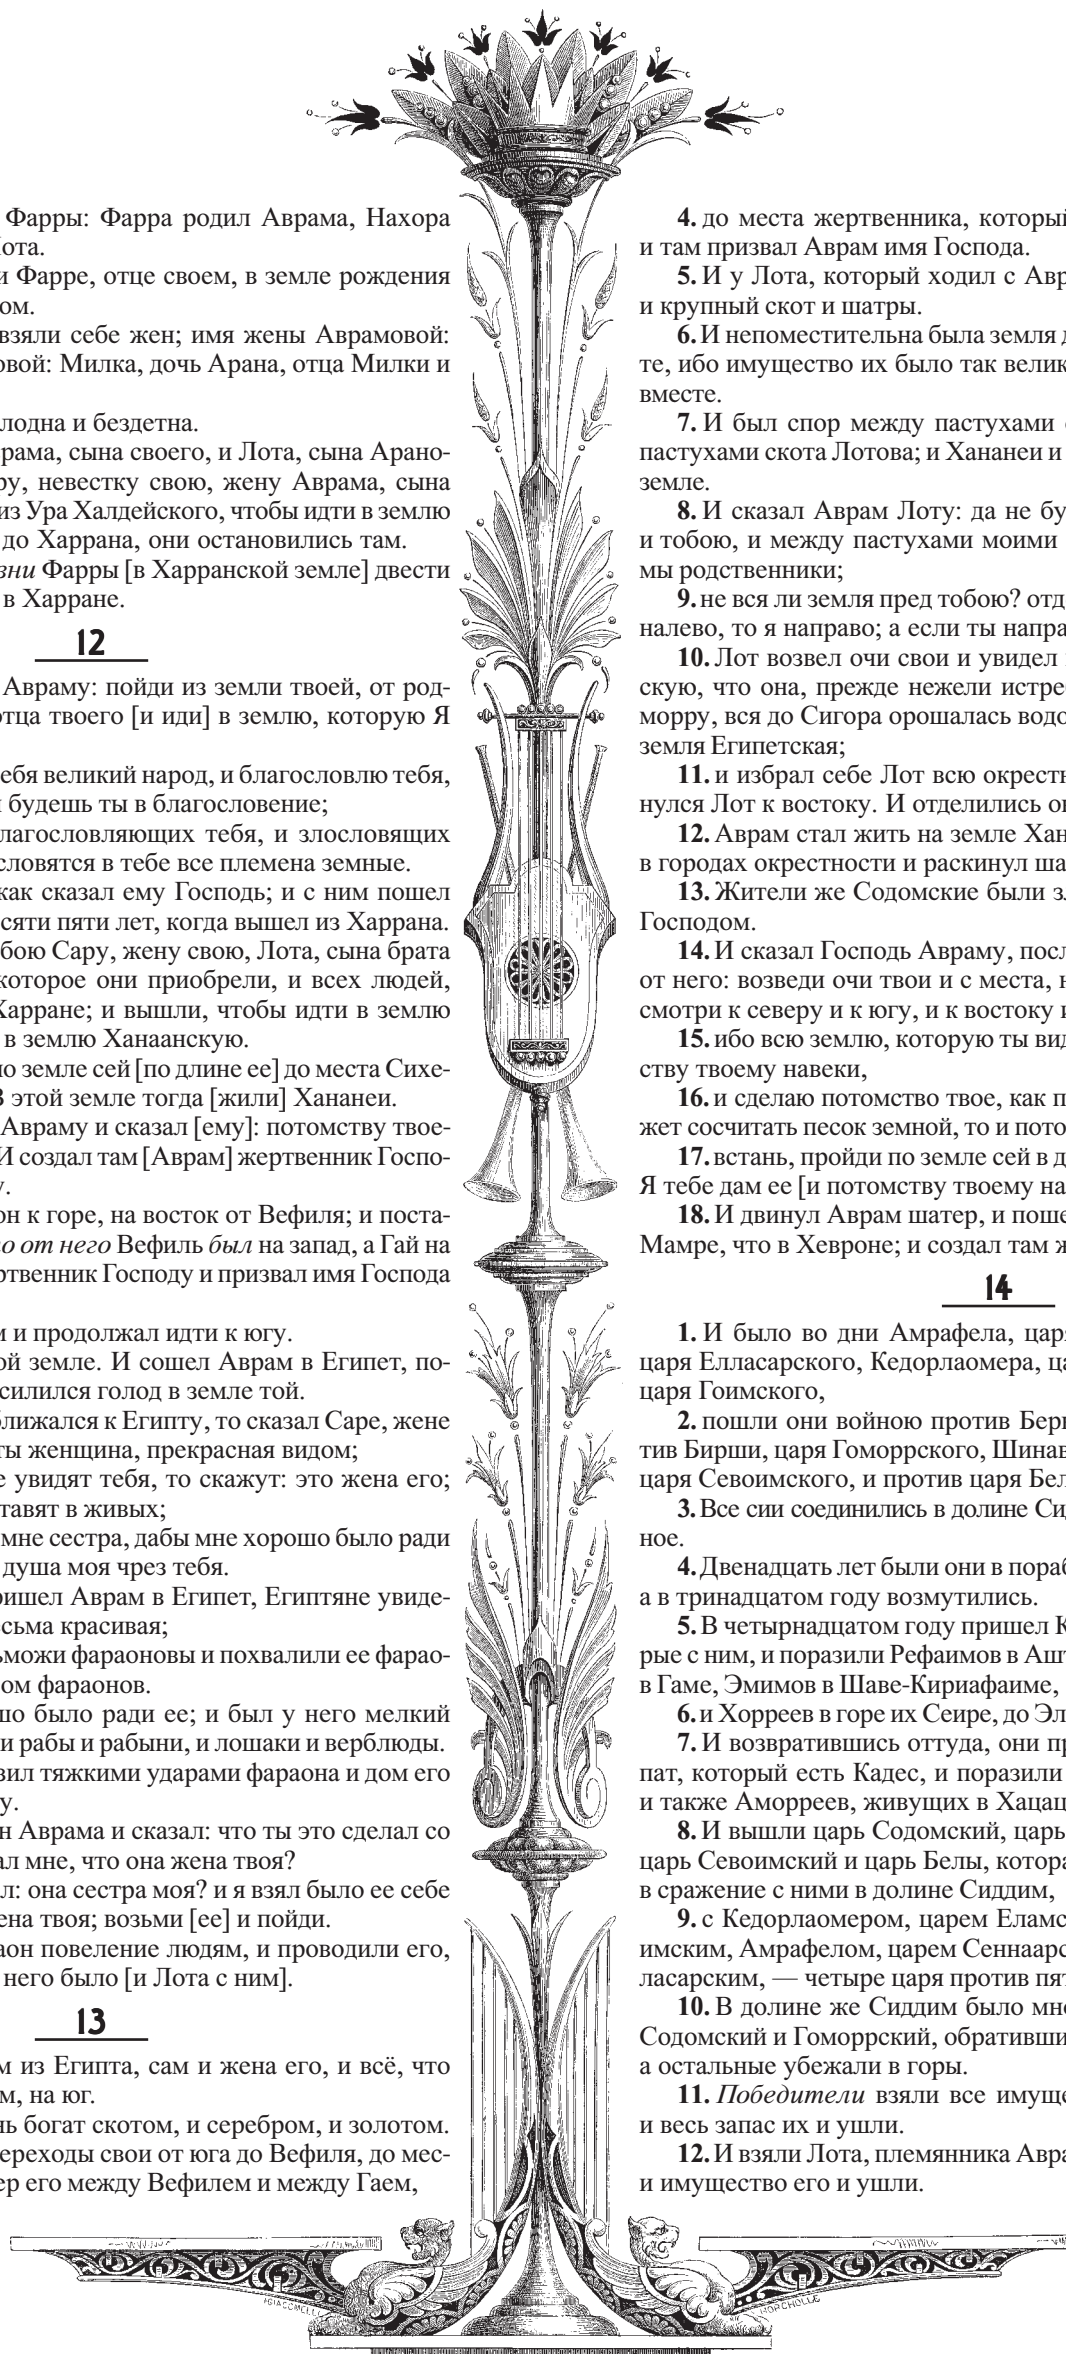 Фарры: Фарра родил Аврама, Нахора
Лота.
и Фарре, отце своем, в земле рождения
ом.
взяли себе жен; имя жены Аврамовой:
овой: Милка, дочь Арана, отца Милки и
лодна и бездетна.
рама, сына своего, и Лота, сына Арано-
ру, невестку свою, жену Аврама, сына
из Ура Халдейского, чтобы идти в землю
до Харрана, они остановились там.
зни Фарры [в Харранской земле] двести
в Харране.
12
Авраму: пойди из земли твоей, от род-
отца твоего [и иди] в землю, которую Я
ебя великий народ, и благословлю тебя,
и будешь ты в благословение;
лагословляющих тебя, и злословящих
словятся в тебе все племена земные.
как сказал ему Господь; и с ним пошел
сяти пяти лет, когда вышел из Харрана.
бою Сару, жену свою, Лота, сына брата
которое они приобрели, и всех людей,
Харране; и вышли, чтобы идти в землю
в землю Ханаанскую.
по земле сей [по длине ее] до места Сихе-
В этой земле тогда [жили] Хананеи.
Авраму и сказал [ему]: потомству твое-
И создал там [Аврам] жертвенник Госпо-
у.
он к горе, на восток от Вефиля; и поста-
о от него Вефиль был на запад, а Гай на
ртвенник Господу и призвал имя Господа
м и продолжал идти к югу.
ой земле. И сошел Аврам в Египет, по-
силился голод в земле той.
ближался к Египту, то сказал Саре, жене
ты женщина, прекрасная видом;
е увидят тебя, то скажут: это жена его;
тавят в живых;
мне сестра, дабы мне хорошо было ради
душа моя чрез тебя.
ришел Аврам в Египет, Египтяне увиде-
сьма красивая;
ьможи фараоновы и похвалили ее фарао-
ом фараонов.
шо было ради ее; и был у него мелкий
и рабы и рабыни, и лошаки и верблюды.
зил тяжкими ударами фараона и дом его
у.
н Аврама и сказал: что ты это сделал со
ал мне, что она жена твоя?
л: она сестра моя? и я взял было ее себе
ена твоя; возьми [ее] и пойди.
аон повеление людям, и проводили его,
него было [и Лота с ним].
13
м из Египта, сам и жена его, и всё, что
м, на юг.
нь богат скотом, и серебром, и золотом.
ереходы свои от юга до Вефиля, до мес-
ер его между Вефилем и между Гаем,
4. до места жертвенника, который
и там призвал Аврам имя Господа.
5. И у Лота, который ходил с Авр
и крупный скот и шатры.
6. И непоместительна была земля д
те, ибо имущество их было так велик
вместе.
7. И был спор между пастухами с
пастухами скота Лотова; и Хананеи и
земле.
8. И сказал Аврам Лоту: да не бу
и тобою, и между пастухами моими
мы родственники;
9. не вся ли земля пред тобою? отд
налево, то я направо; а если ты напра
10. Лот возвел очи свои и увидел
скую, что она, прежде нежели истре
морру, вся до Сигора орошалась водо
земля Египетская;
11. и избрал себе Лот всю окрестн
нулся Лот к востоку. И отделились он
12. Аврам стал жить на земле Хан
в городах окрестности и раскинул ша
13. Жители же Содомские были зл
Господом.
14. И сказал Господь Авраму, посл
от него: возведи очи твои и с места, н
смотри к северу и к югу, и к востоку и
15. ибо всю землю, которую ты вид
ству твоему навеки,
16. и сделаю потомство твое, как п
жет сосчитать песок земной, то и пото
17. встань, пройди по земле сей в д
Я тебе дам ее [и потомству твоему на
18. И двинул Аврам шатер, и поше
Мамре, что в Хевроне; и создал там ж
14
1. И было во дни Амрафела, царя
царя Елласарского, Кедорлаомера, ца
царя Гоимского,
2. пошли они войною против Бер
тив Бирши, царя Гоморрского, Шинав
царя Севоимского, и против царя Бел
3. Все сии соединились в долине Си
ное.
4. Двенадцать лет были они в пораб
а в тринадцатом году возмутились.
5. В четырнадцатом году пришел К
рые с ним, и поразили Рефаимов в Ашт
в Гаме, Эмимов в Шаве-Кириафаиме,
6. и Хорреев в горе их Сеире, до Эл
7. И возвратившись оттуда, они пр
пат, который есть Кадес, и поразили
и также Аморреев, живущих в Хацац
8. И вышли царь Содомский, царь
царь Севоимский и царь Белы, котора
в сражение с ними в долине Сиддим,
9. с Кедорлаомером, царем Еламс
имским, Амрафелом, царем Сеннаарс
ласарским, — четыре царя против пят
10. В долине же Сиддим было мно
Содомский и Гоморрский, обративши
а остальные убежали в горы.
11. Победители взяли все имуще
и весь запас их и ушли.
12. И взяли Лота, племянника Авра
и имущество его и ушли.